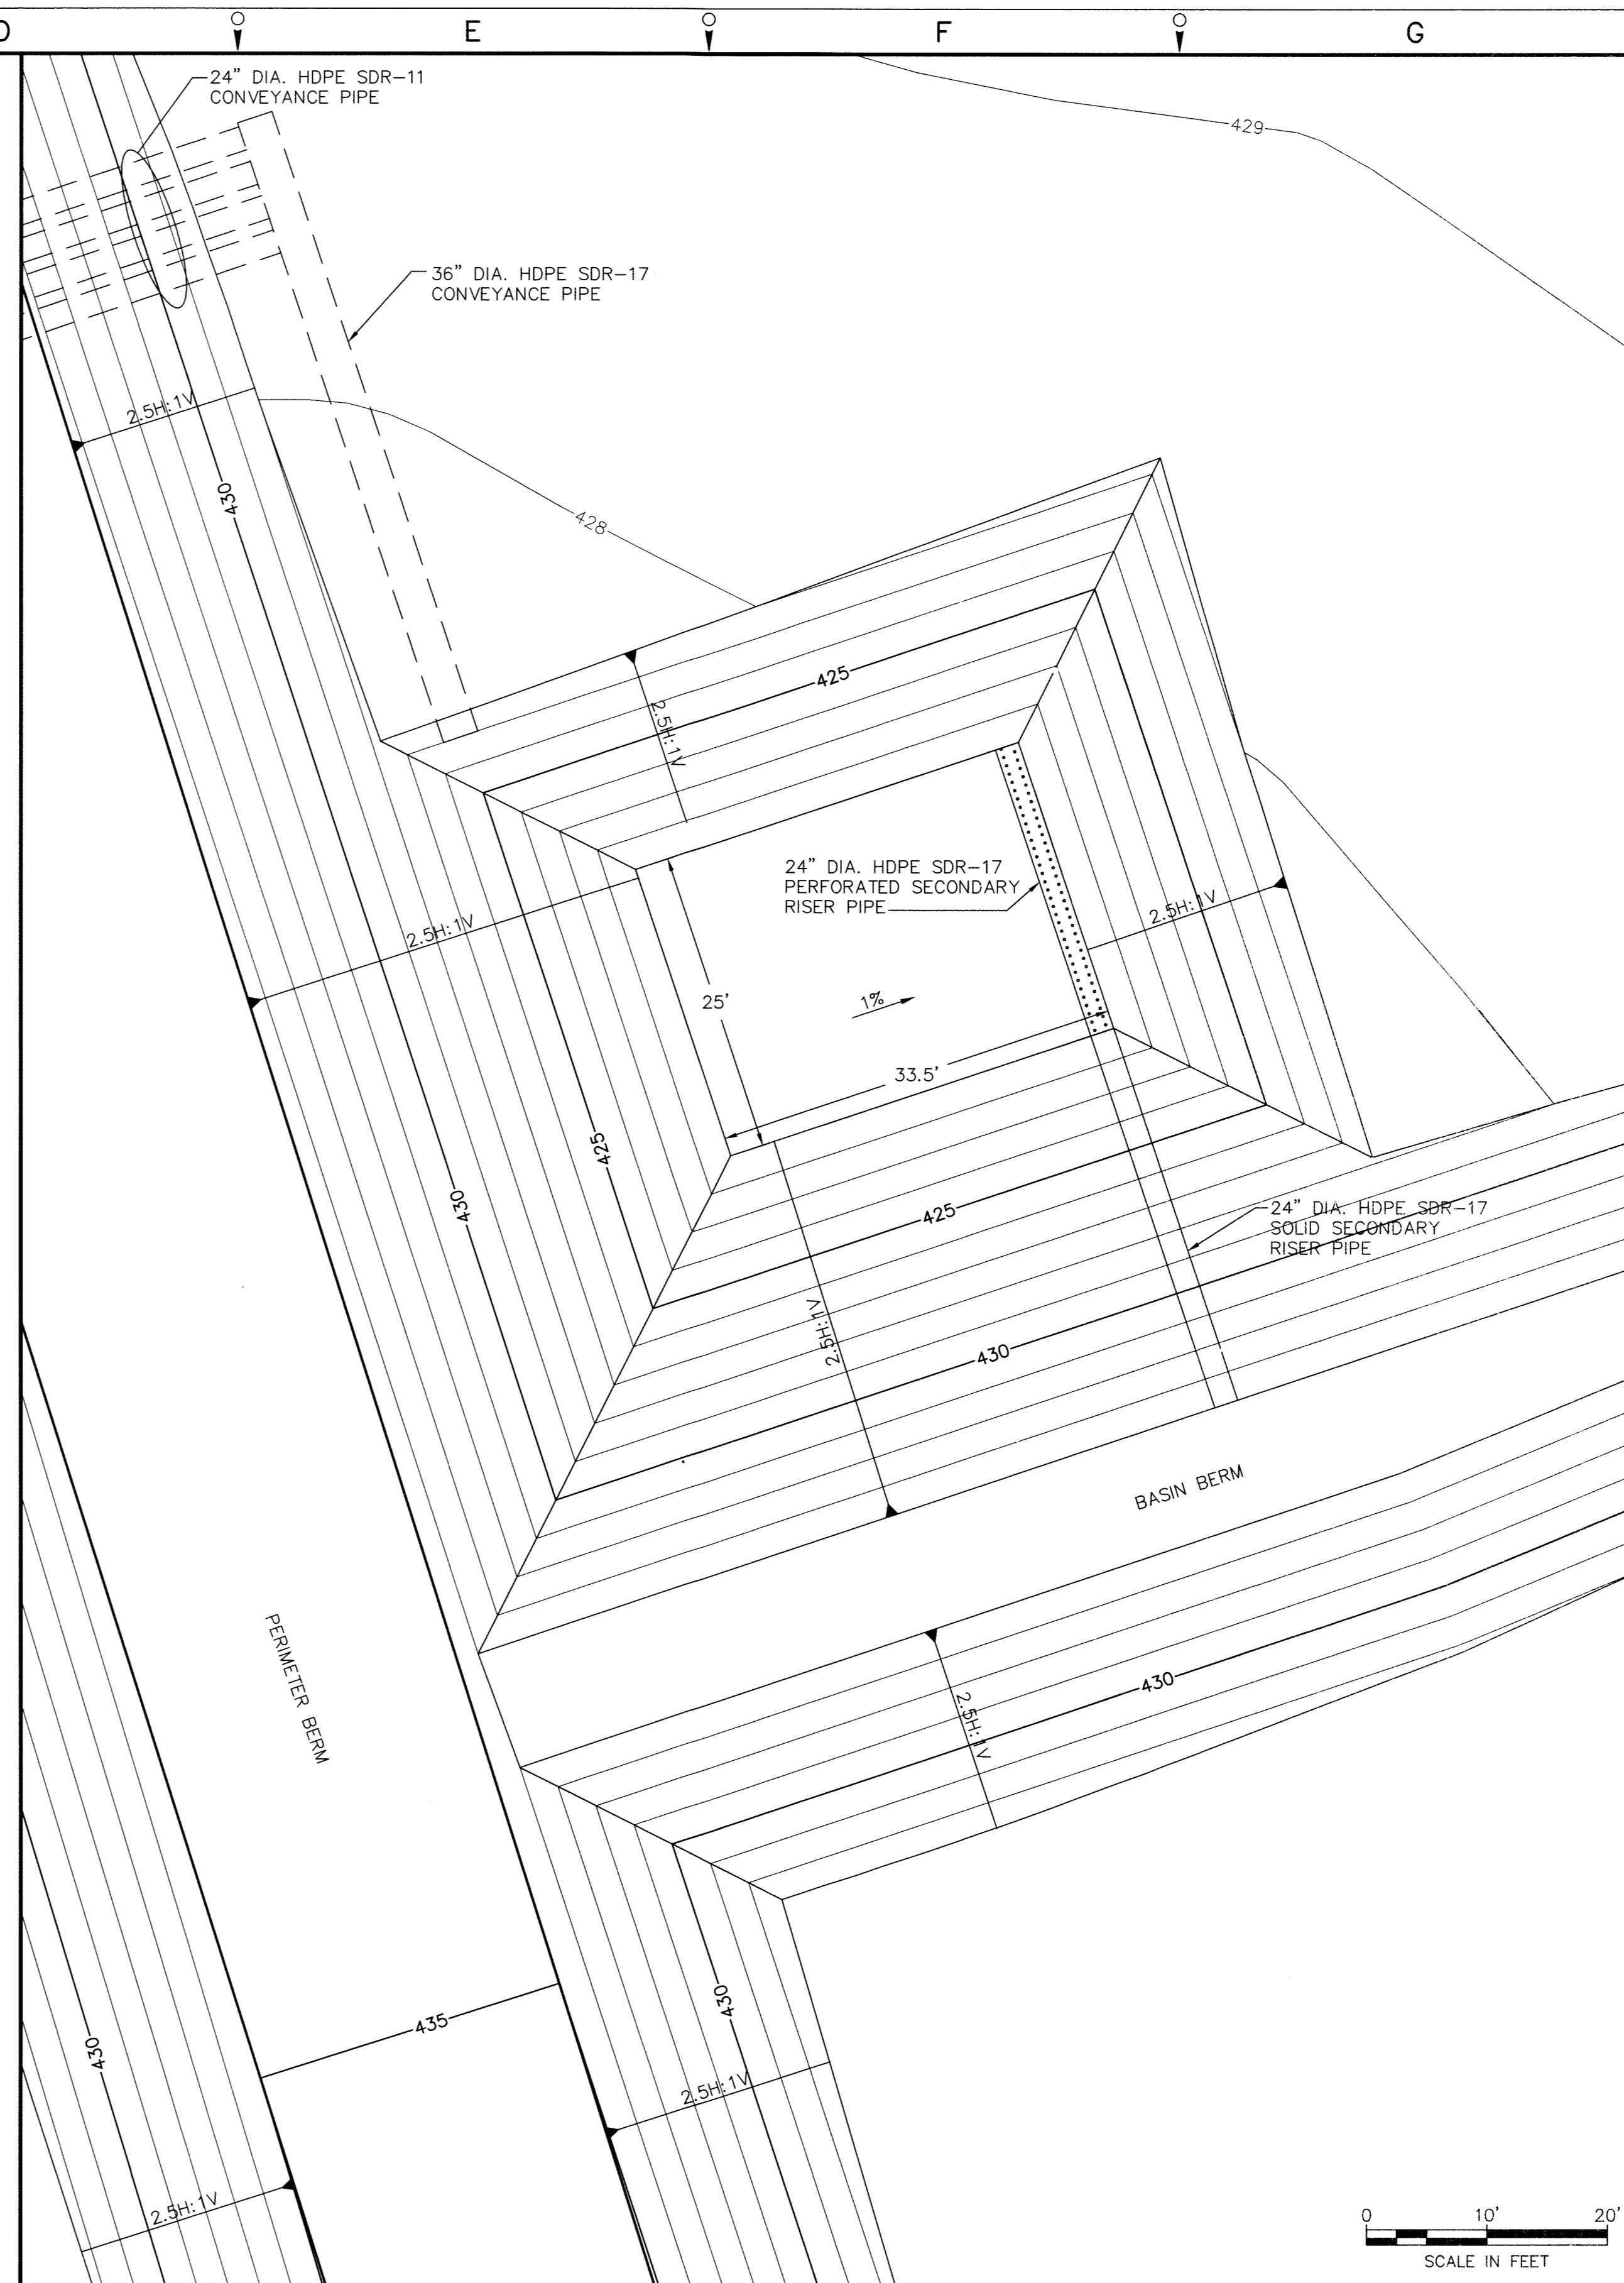 E
F
G
24" DIA. HDPE SDR-11
CONVEYANCE PIPE
429
36" DIA. HDPE SDR-17
CONVEYANCE PIPE
2.5H:1V
430
428
425
2.5H:1V
24" DIA. HDPE SDR-17
PERFORATED SECONDARY
RISER PIPE
2.5H:1V
2.5H:1V
25'
1%
33.5'
425
430
425
24" DIA. HDPE SDR-17
SOLID SECONDARY
RISER PIPE
2.5H:1V
430
BASIN BERM
PERIMETER BERM
430
2.5H:1V
430
435
430
2.5H:1V
2.5H:1V
0 10' 20'
SCALE IN FEET